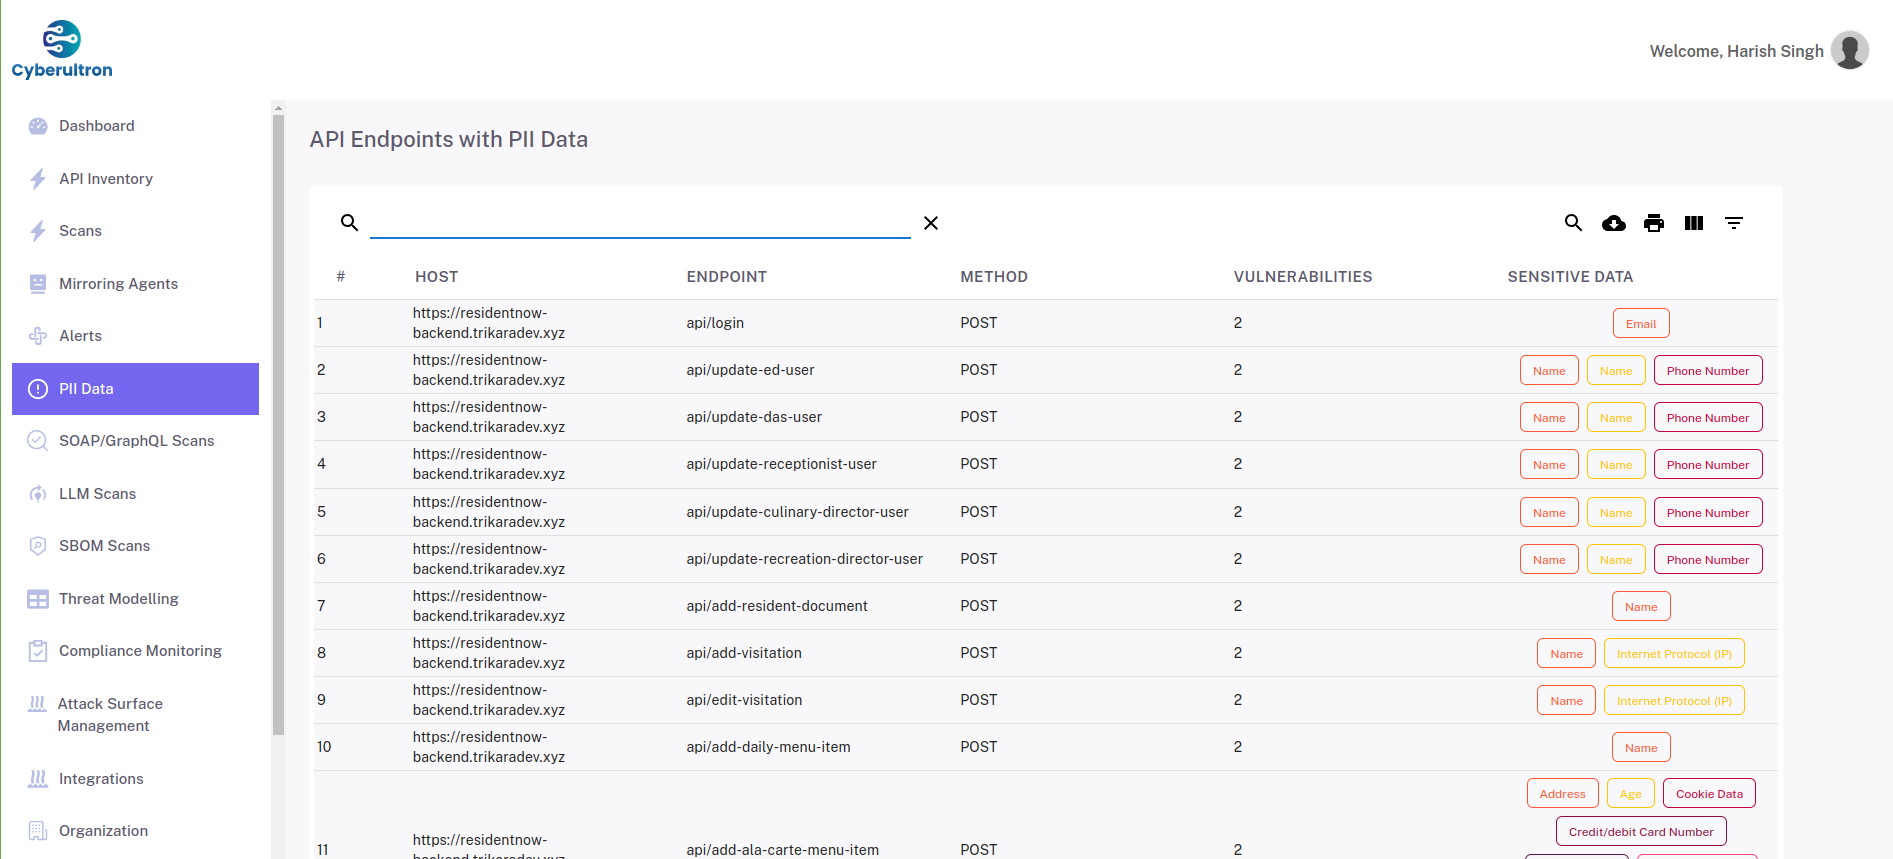 Cyberultron
Welcome, Harish Singh
Dashboard
API Inventory
Scans
Mirroring Agents
Alerts
PII Data
SOAP/GraphQL Scans
LLM Scans
SBOM Scans
Threat Modelling
Compliance Monitoring
Attack Surface
Management
Integrations
Organization
API Endpoints with PII Data
# HOST ENDPOINT METHOD VULNERABILITIES SENSITIVE DATA
1 https://residentnow-
backend.trikaradev.xyz api/login POST 2 Email
2 https://residentnow-
backend.trikaradev.xyz api/update-ed-user POST 2 Name Name Phone Number
3 https://residentnow-
backend.trikaradev.xyz api/update-das-user POST 2 Name Name Phone Number
4 https://residentnow-
backend.trikaradev.xyz api/update-receptionist-user POST 2 Name Name Phone Number
5 https://residentnow-
backend.trikaradev.xyz api/update-culinary-director-user POST 2 Name Name Phone Number
6 https://residentnow-
backend.trikaradev.xyz api/update-recreation-director-user POST 2 Name Name Phone Number
7 https://residentnow-
backend.trikaradev.xyz api/add-resident-document POST 2 Name
8 https://residentnow-
backend.trikaradev.xyz api/add-visitation POST 2 Name Internet Protocol (IP)
9 https://residentnow-
backend.trikaradev.xyz api/edit-visitation POST 2 Name Internet Protocol (IP)
10 https://residentnow-
backend.trikaradev.xyz api/add-daily-menu-item POST 2 Name
Address Age Cookie Data
Credit/debit Card Number
11 https://residentnow-
backend.trikaradev.xyz api/add-ala-carte-menu-item POST 2